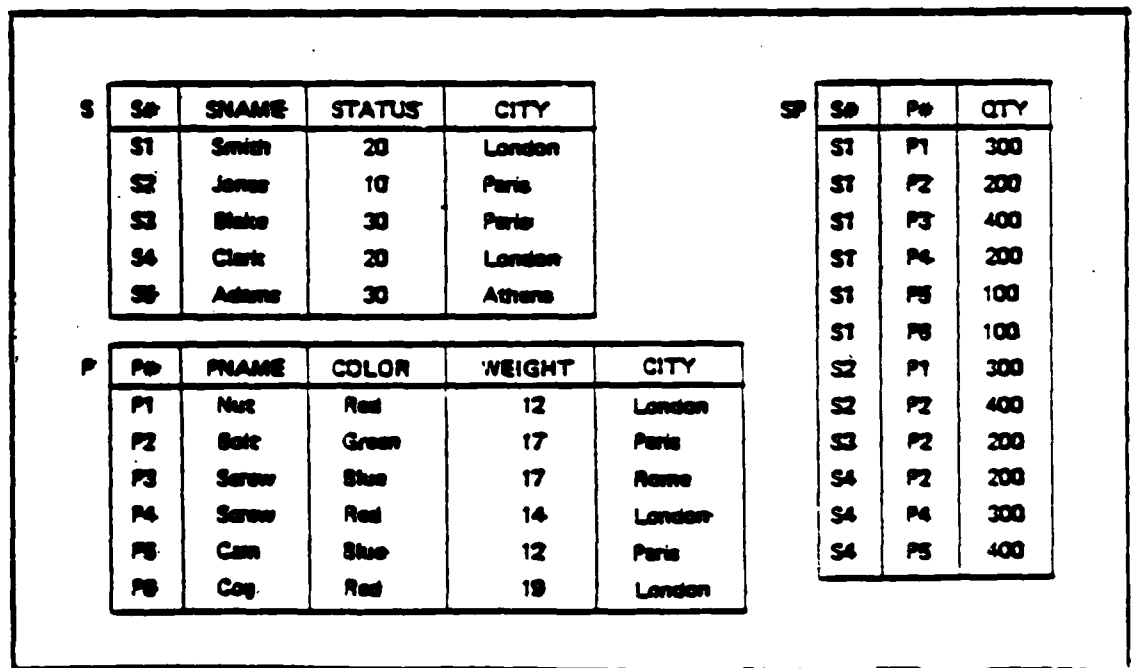 S S# SNAME STATUS CITY
S1 Smith 20 London
S2 Jones 10 Paris
S3 Blake 30 Paris
S4 Clark 20 London
S5 Adams 30 Athens
P P# PNAME COLOR WEIGHT CITY
P1 Nut Red 12 London
P2 Bolt Green 17 Paris
P3 Screw Blue 17 Rome
P4 Screw Red 14 London
P5 Cam Blue 12 Paris
P6 Cog Red 19 London
SP S# P# QTY
S1 P1 300
S1 P2 200
S1 P3 400
S1 P4 200
S1 P5 100
S1 P6 100
S2 P1 300
S2 P2 400
S3 P2 200
S4 P2 200
S4 P4 300
S4 P5 400